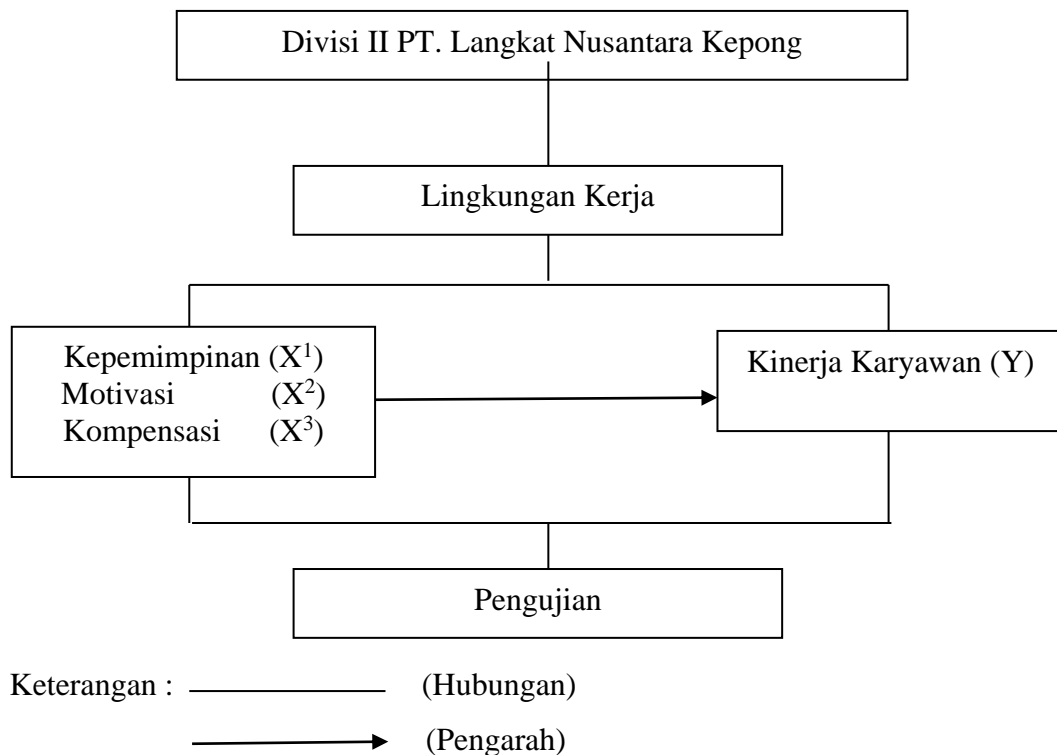 Divisi II PT. Langkat Nusantara Kepong
Lingkungan Kerja
Kepemimpinan (X¹)
Motivasi (X²)
Kompensasi (X³)
Kinerja Karyawan (Y)
Pengujian
Keterangan : (Hubungan)
(Pengarah)